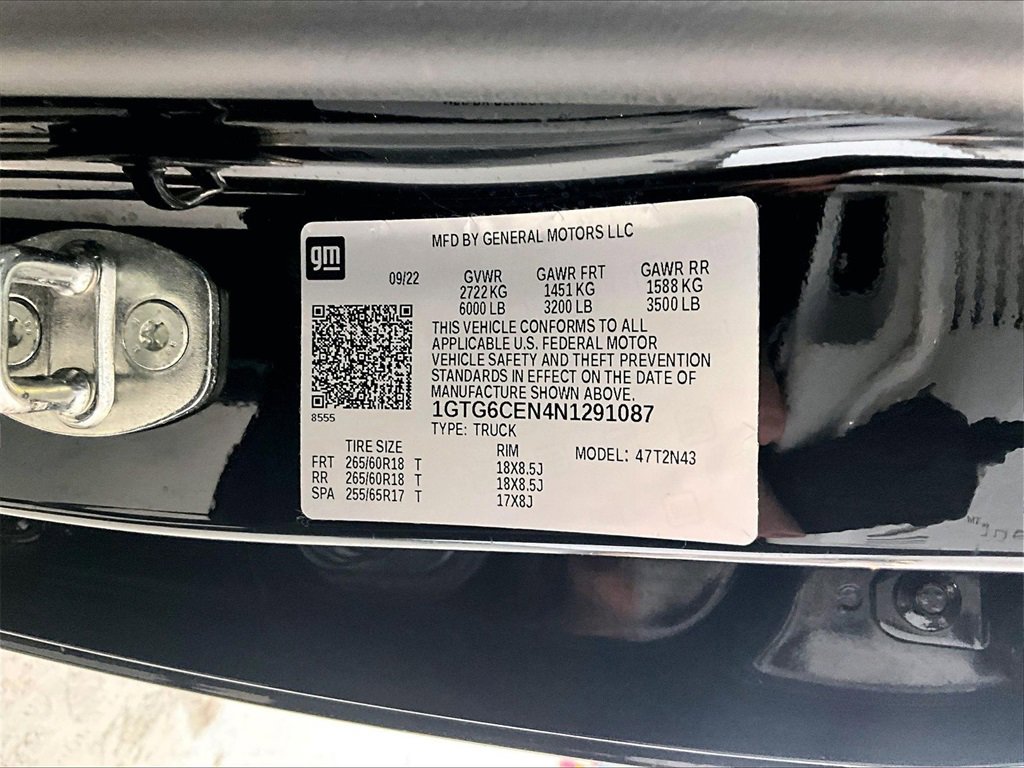 gm
MFD BY GENERAL MOTORS LLC
09/22 GVWR GAWR FRT GAWR RR
2722 KG 1451 KG 1588 KG
6000 LB 3200 LB 3500 LB
THIS VEHICLE CONFORMS TO ALL
APPLICABLE U.S. FEDERAL MOTOR
VEHICLE SAFETY AND THEFT PREVENTION
STANDARDS IN EFFECT ON THE DATE OF
MANUFACTURE SHOWN ABOVE.
8555 1GTG6CEN4N1291087
TYPE: TRUCK
TIRE SIZE RIM MODEL: 47T2N43
FRT 265/60R18 T 18X8.5J
RR 265/60R18 T 18X8.5J
SPA 255/65R17 T 17X8J